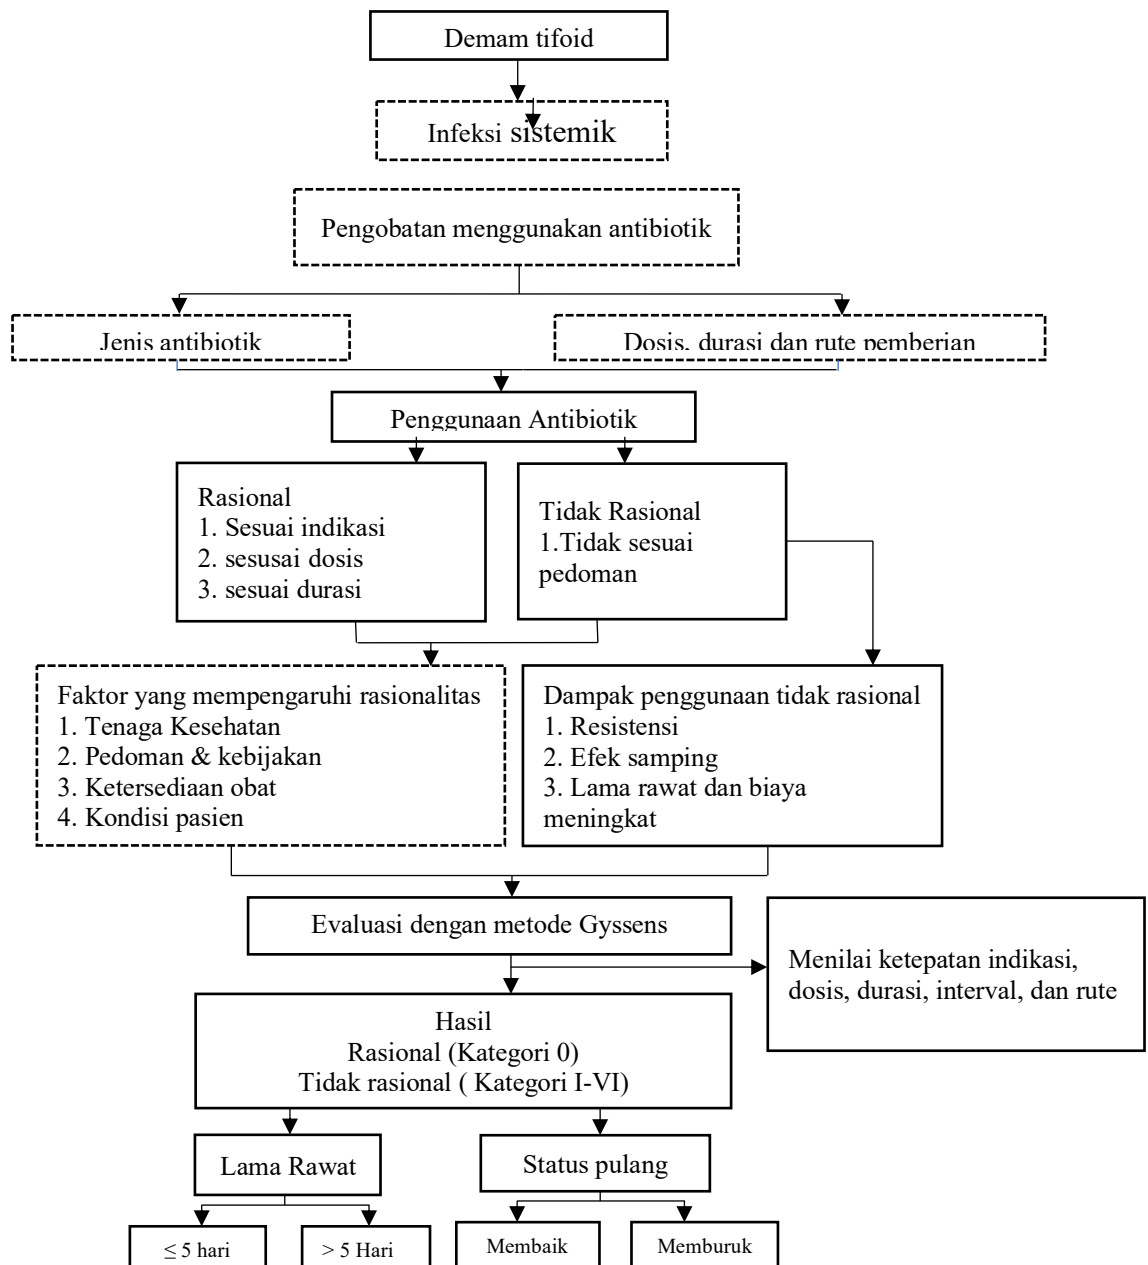 Demam tifoid
Infeksi sistemik
Pengobatan menggunakan antibiotik
Jenis antibiotik
Dosis, durasi dan rute pemberian
Penggunaan Antibiotik
Rasional
1. Sesuai indikasi
2. sesusai dosis
3. sesuai durasi
Tidak Rasional
1.Tidak sesuai
pedoman
Faktor yang mempengaruhi rasionalitas
1. Tenaga Kesehatan
2. Pedoman & kebijakan
3. Ketersediaan obat
4. Kondisi pasien
Dampak penggunaan tidak rasional
1. Resistensi
2. Efek samping
3. Lama rawat dan biaya
meningkat
Evaluasi dengan metode Gyssens
Menilai ketepatan indikasi,
dosis, durasi, interval, dan rute
Hasil
Rasional (Kategori 0)
Tidak rasional ( Kategori I-VI)
Lama Rawat
Status pulang
≤ 5 hari
> 5 Hari
Membaik
Memburuk